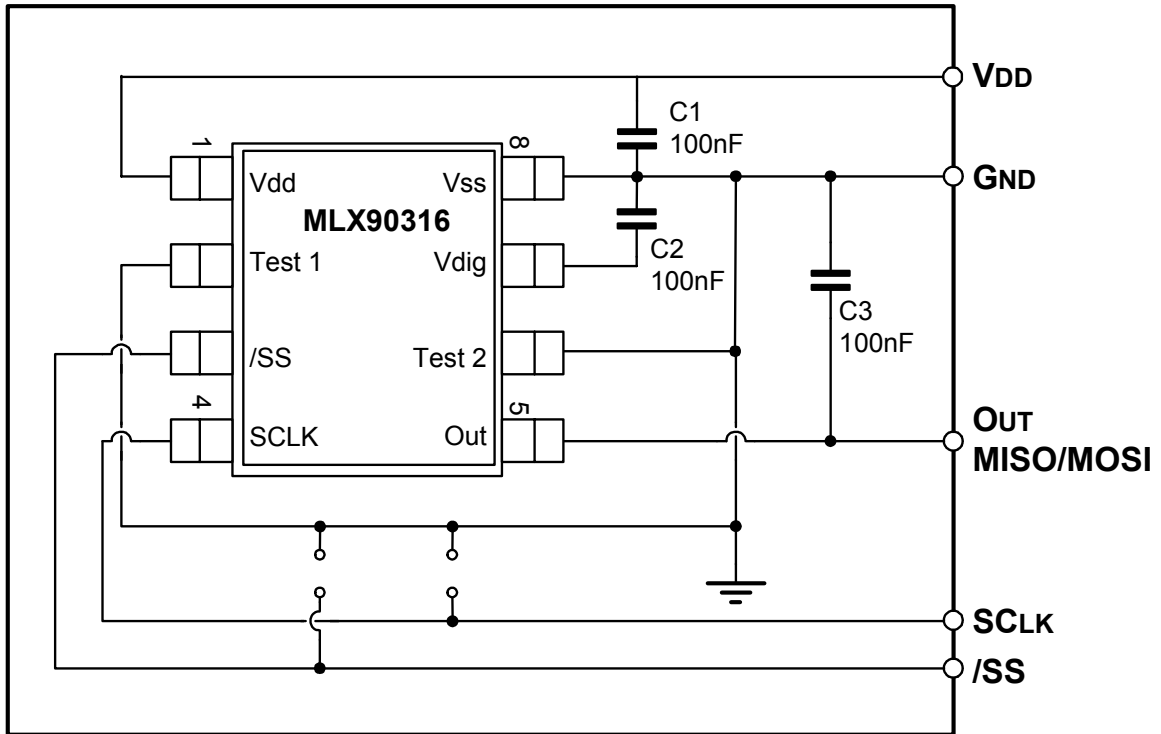 VDD
C1
100nF
1
8
Vdd
Vss
GND
MLX90316
C2
100nF
Test 1
Vdig
C3
100nF
/SS
Test 2
4
5
SCLK
Out
OUT
MISO/MOSI
SCLK
/SS